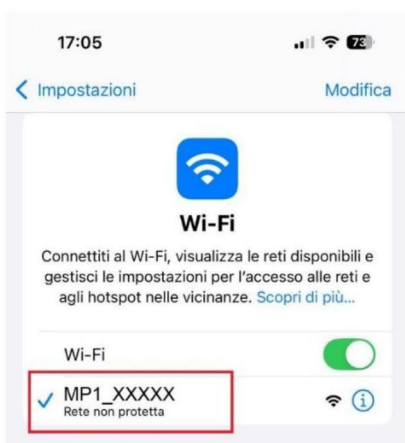 17:05
73
Impostazioni
Modifica
Wi-Fi
Connettiti al Wi-Fi, visualizza le reti disponibili e
gestisci le impostazioni per l'accesso alle reti e
agli hotspot nelle vicinanze. Scopri di più...
Wi-Fi
MP1_XXXXX
Rete non protetta